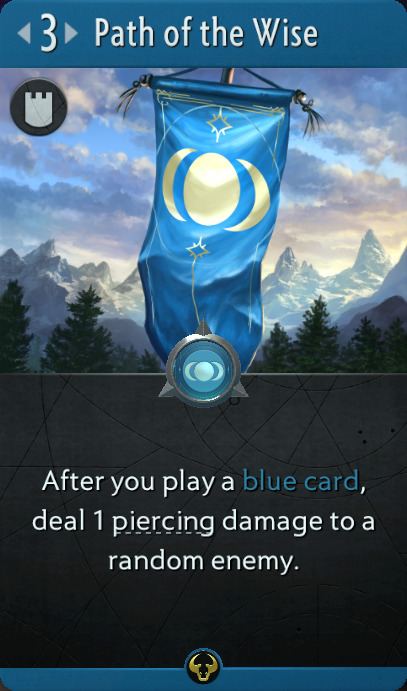 3 Path of the Wise
After you play a blue card,
deal 1 piercing damage to a
random enemy.